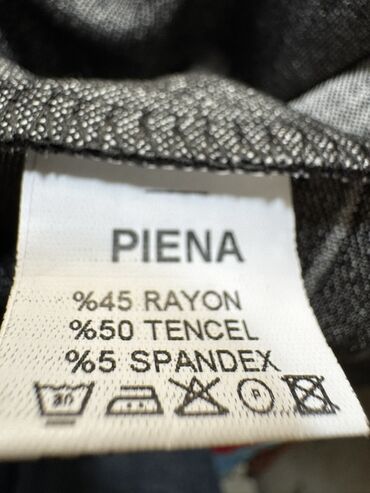 PIENA
%45 RAYON
%50 TENCEL
%5 SPANDEX
P